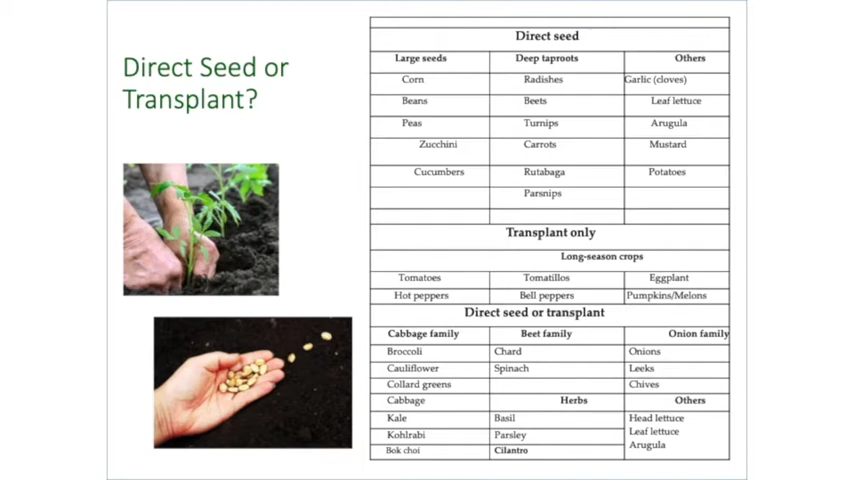 Direct Seed or
Transplant?
Direct seed
Large seeds Deep taproots Others
Corn Radishes Garlic (cloves)
Beans Beets Leaf lettuce
Peas Turnips Arugula
Zucchini Carrots Mustard
Cucumbers Rutabaga Potatoes
Parsnips
Transplant only
Long-season crops
Tomatoes Tomatillos Eggplant
Hot peppers Bell peppers Pumpkins/Melons
Direct seed or transplant
Cabbage family Beet family Onion family
Broccoli Chard Onions
Cauliflower Spinach Leeks
Collard greens Chives
Cabbage Herbs Others
Kale Basil Head lettuce
Kohlrabi Parsley Leaf lettuce
Bok choi Cilantro Arugula